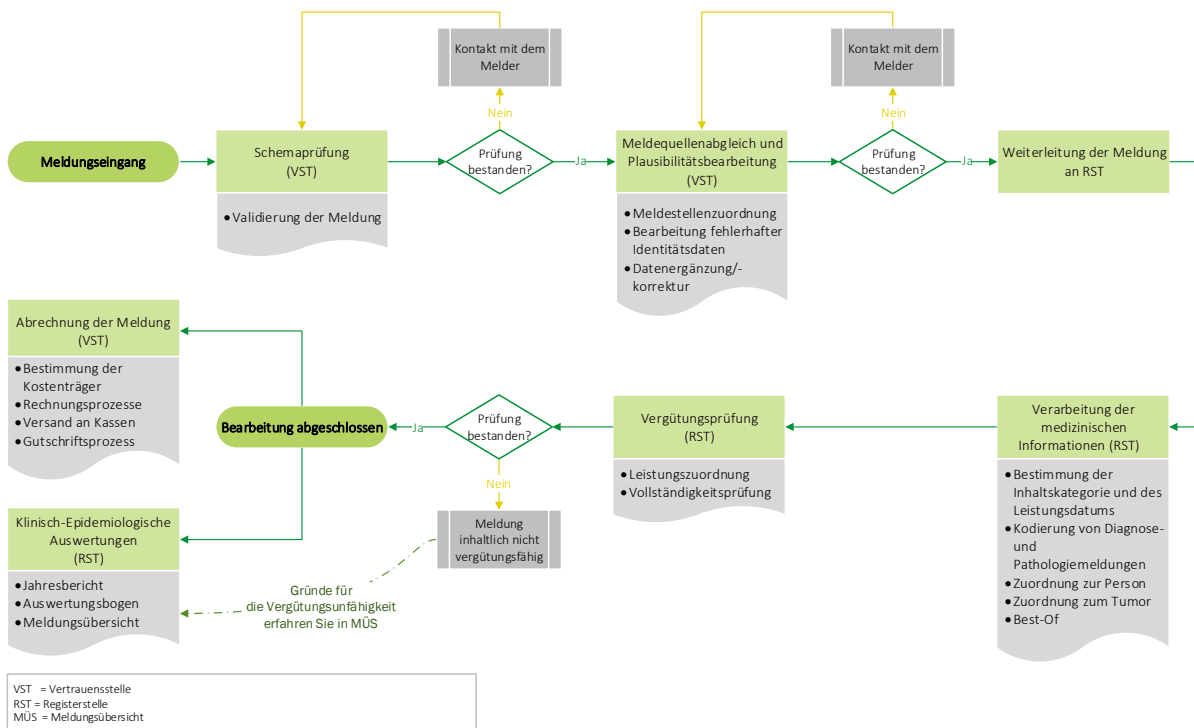 Kontakt mit dem
Melder
Kontakt mit dem
Melder
Nein
Nein
Meldungseingang
Schemaprüfung
(VST)
Prüfung
bestanden?
Ja
Meldequellenabgleich und
Plausibilitätsbearbeitung
(VST)
Prüfung
bestanden?
Ja
Weiterleitung der Meldung
an RST
• Validierung der Meldung
• Meldestellenzuordnung
• Bearbeitung fehlerhafter
Identitätsdaten
• Datenergänzung/-
korrektur
Abrechnung der Meldung
(VST)
• Bestimmung der
Kostenträger
• Rechnungsprozesse
• Versand an Kassen
• Gutschriftsprozess
Bearbeitung abgeschlossen
Ja
Prüfung
bestanden?
Vergütungsprüfung
(RST)
• Leistungszuordnung
• Vollständigkeitsprüfung
Verarbeitung der
medizinischen
Informationen (RST)
• Bestimmung der
Inhaltskategorie und des
Leistungsdatums
• Kodierung von Diagnose-
und
Pathologiemeldungen
• Zuordnung zur Person
• Zuordnung zum Tumor
• Best-Of
Nein
Meldung
inhaltlich nicht
vergütungsfähig
Klinisch-Epidemiologische
Auswertungen
(RST)
• Jahresbericht
• Auswertungsbogen
• Meldungsübersicht
Gründe für
die Vergütungsunfähigkeit
erfahren Sie in MÜS
VST = Vertrauensstelle
RST = Registerstelle
MÜS = Meldungsübersicht